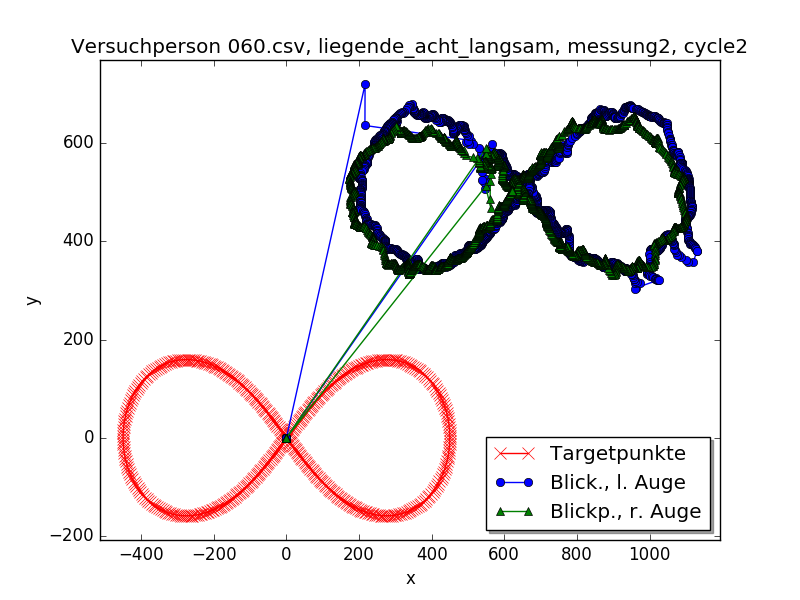 Versuchperson 060.csv, liegende_acht_langsam, messung2, cycle2
y
600
400
200
0
−200
−400
−200
0
200
400
600
800
1000
x
Targetpunkte
Blick., l. Auge
Blickp., r. Auge